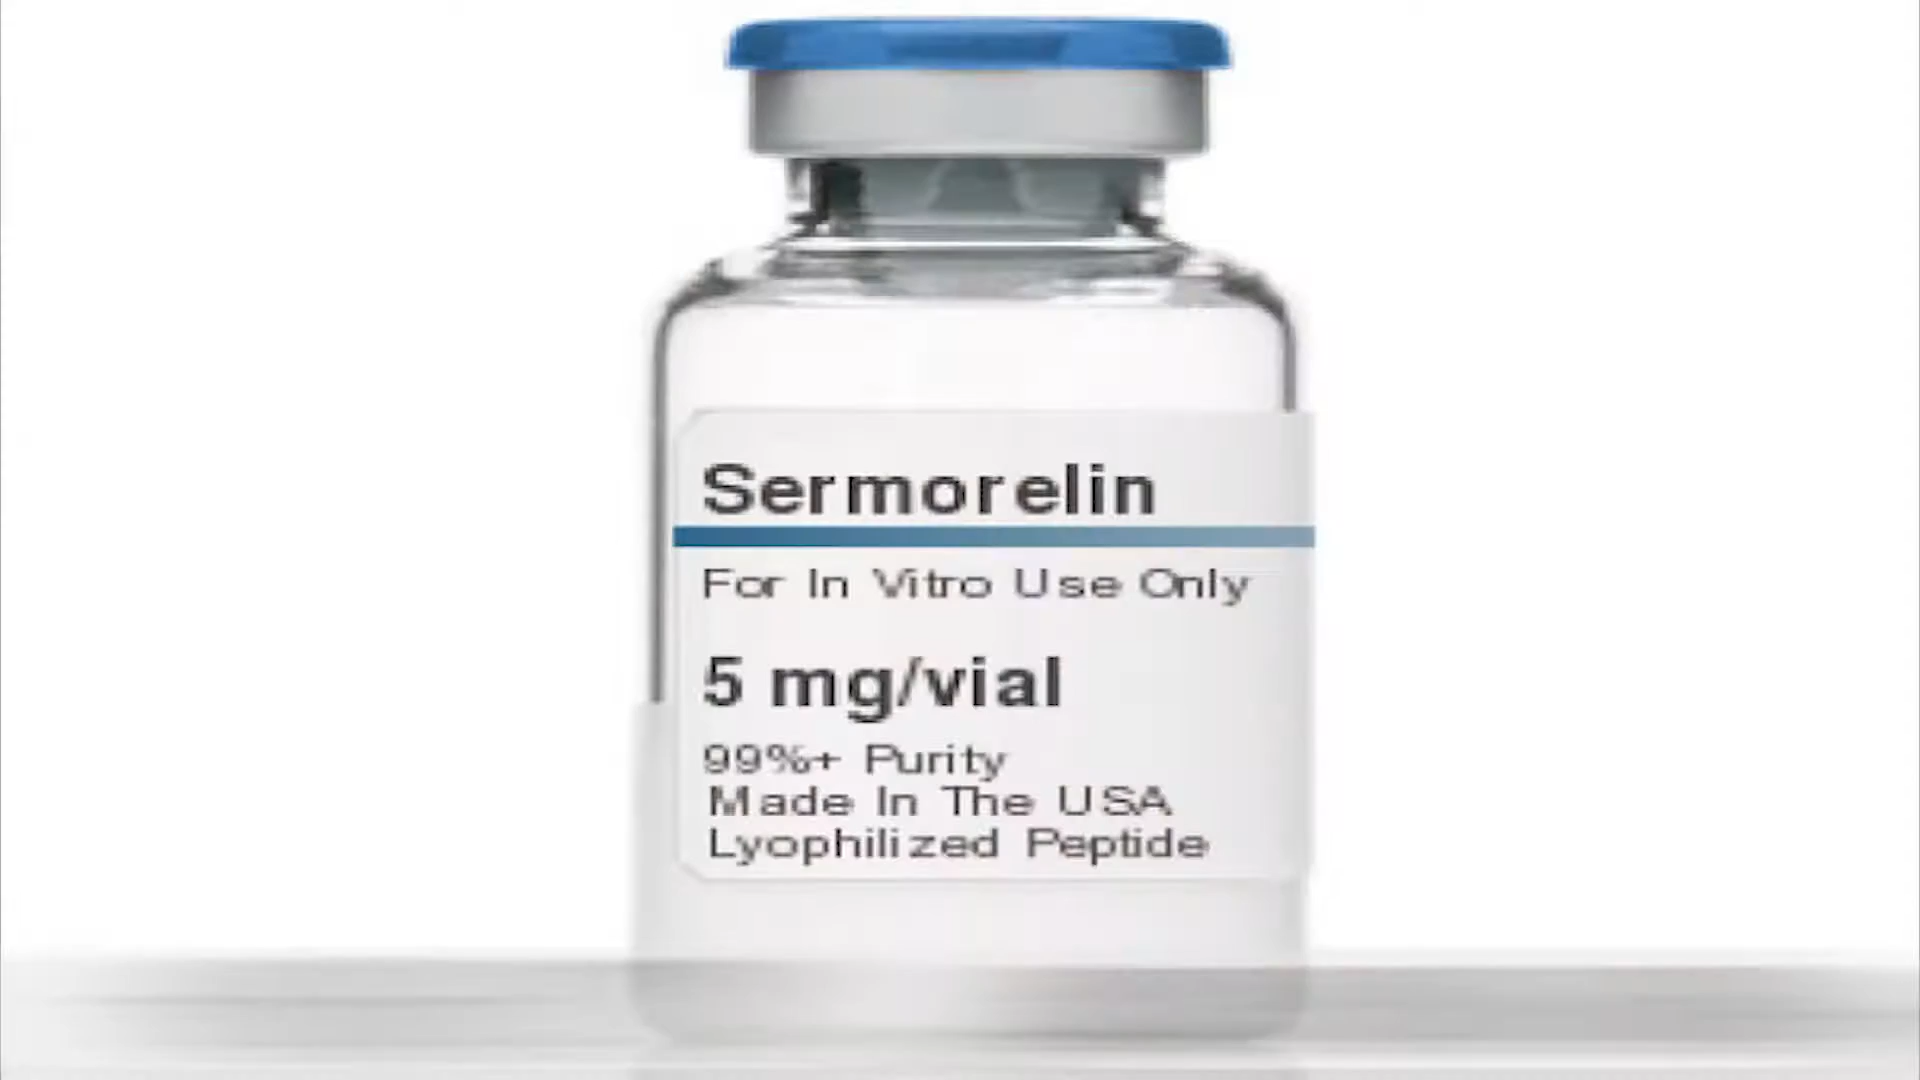 Sermorelin
For In Vitro Use Only
5 mg/vial
99%+ Purity
Made In The USA
Lyophilized Peptide